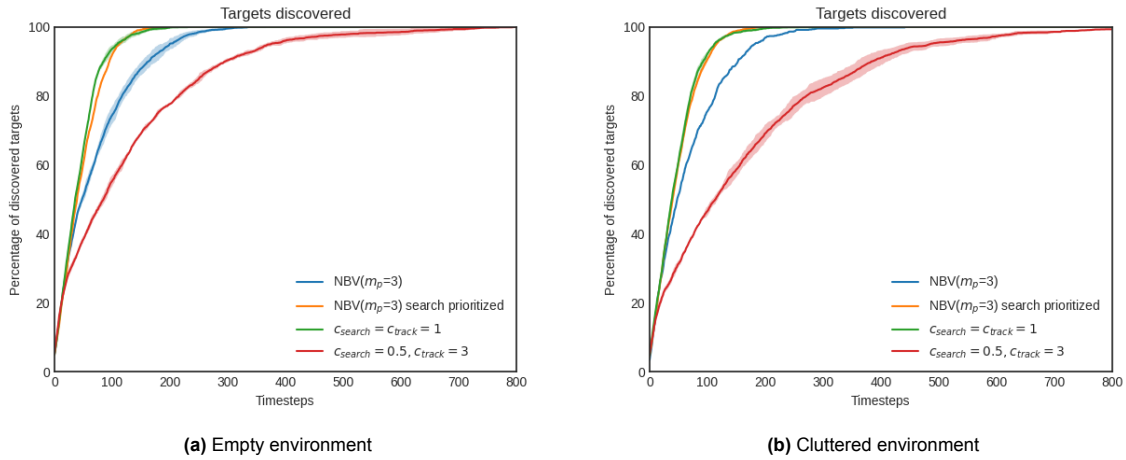 Targets discovered
Percentage of discovered targets
100
80
60
40
20
0
NBV(m_p=3)
NBV(m_p=3) search prioritized
c_search = c_track = 1
c_search = 0.5, c_track = 3
0 100 200 300 400 500 600 700 800
Timesteps
(a) Empty environment
Targets discovered
Percentage of discovered targets
100
80
60
40
20
0
NBV(m_p=3)
NBV(m_p=3) search prioritized
c_search = c_track = 1
c_search = 0.5, c_track = 3
0 100 200 300 400 500 600 700 800
Timesteps
(b) Cluttered environment